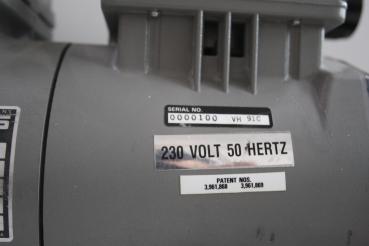 SERIAL NO.
0000100 VH 91C
230 VOLT 50 HERTZ
PATENT NOS.
3,961,868 3,961,869